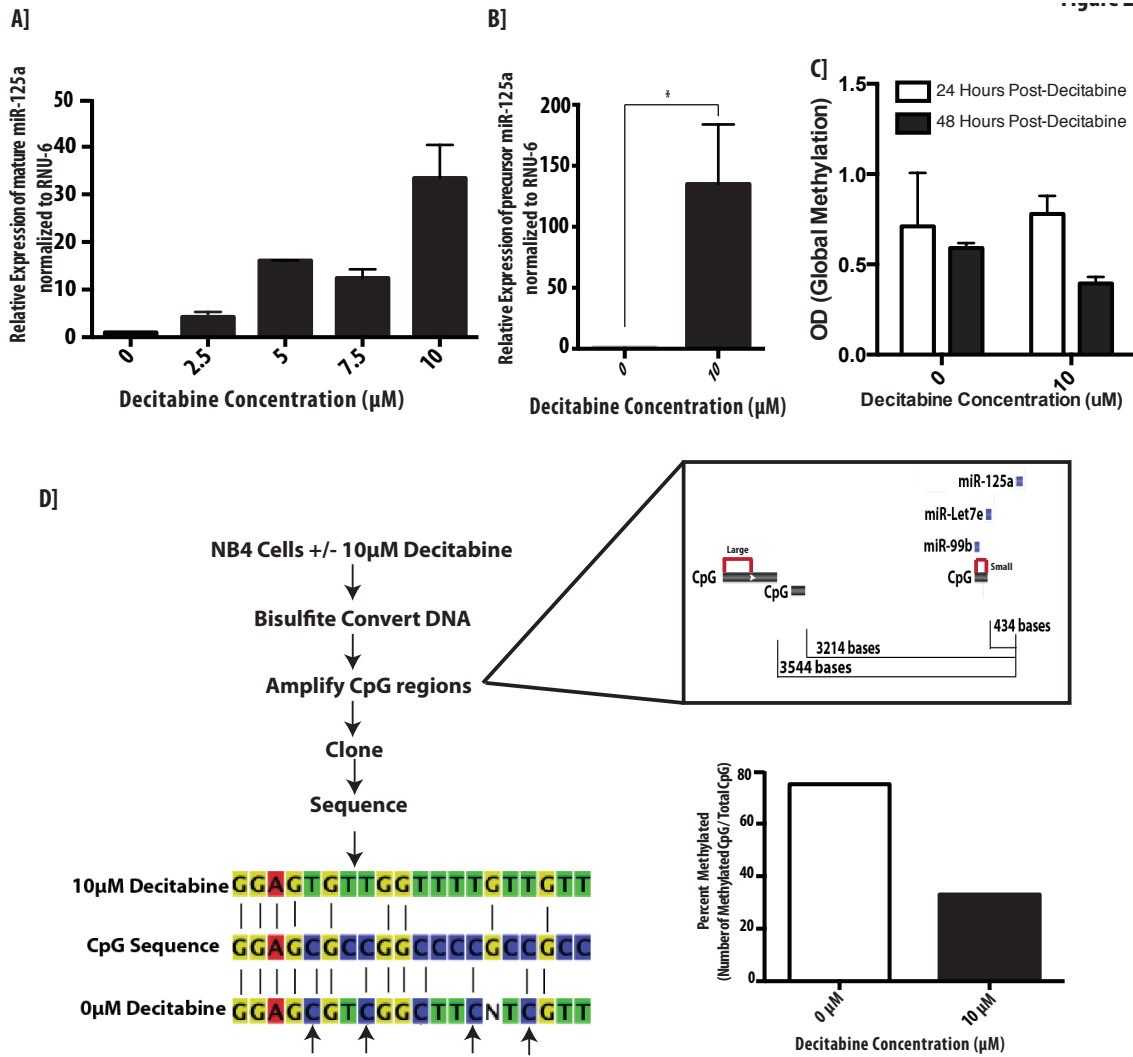 Figure 2
A]
Relative Expression of mature miR-125a
normalized to RNU-6
50
40
30
20
10
0
0
2.5
5
7.5
10
Decitabine Concentration (µM)
B]
Relative Expression of precursor miR-125a
normalized to RNU-6
200
150
100
50
0
*
0
10
Decitabine Concentration (µM)
C]
OD (Global Methylation)
1.5
1.0
0.5
0.0
24 Hours Post-Decitabine
48 Hours Post-Decitabine
0
10
Decitabine Concentration (uM)
D]
NB4 Cells +/- 10µM Decitabine
Bisulfite Convert DNA
Amplify CpG regions
Clone
Sequence
10µM Decitabine GGAGTGTTGGTTTTGTTGTT
CpG Sequence GGAGCGCCGGCCCCGCCGCC
0µM Decitabine GGAGCGTCGGCTTCNTCGTT
miR-125a
miR-Let7e
miR-99b
Large
CpG
CpG
CpG
Small
434 bases
3214 bases
3544 bases
Percent Methylated
(Number of Methylated CpG/ Total CpG)
80
60
40
20
0
0 µM
10 µM
Decitabine Concentration (µM)